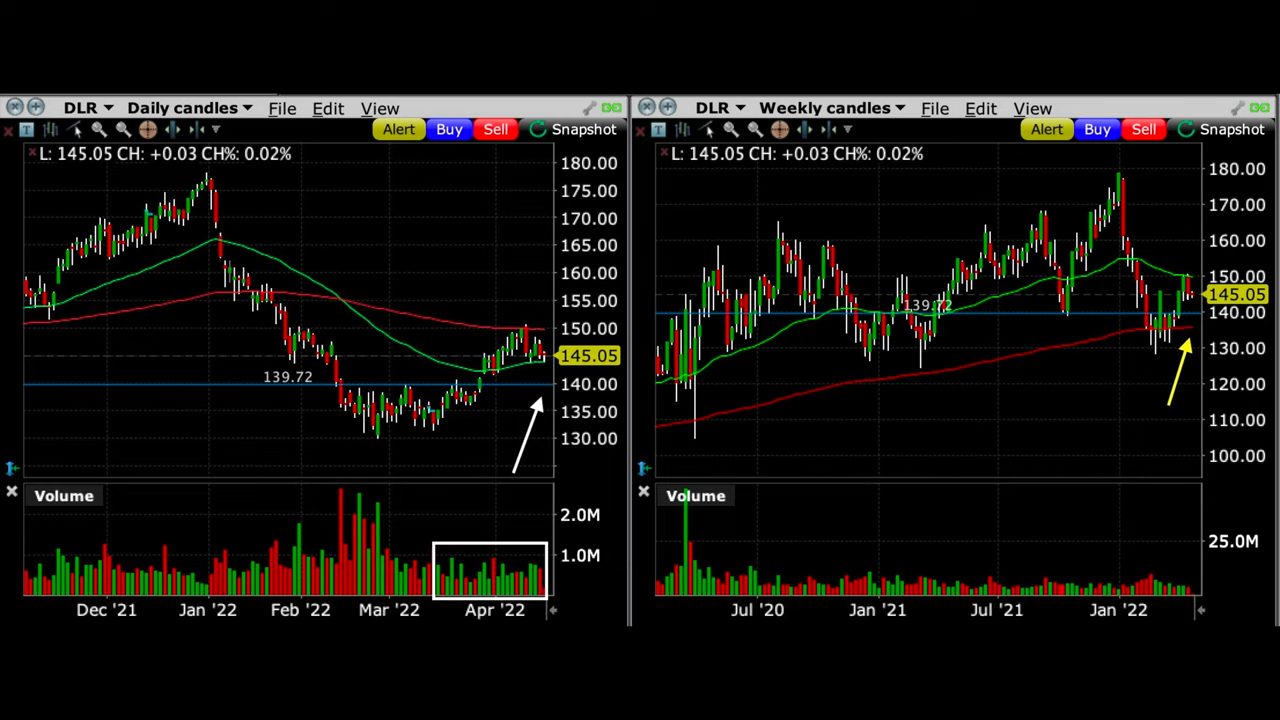 DLR Daily candles File Edit View
Alert Buy Sell Snapshot
L: 145.05 CH: +0.03 CH%: 0.02%
180.00
175.00
170.00
165.00
160.00
155.00
150.00
145.05
140.00
135.00
130.00
139.72
Volume
2.0M
1.0M
Dec '21 Jan '22 Feb '22 Mar '22 Apr '22
DLR Weekly candles File Edit View
Alert Buy Sell Snapshot
L: 145.05 CH: +0.03 CH%: 0.02%
180.00
170.00
160.00
150.00
145.05
140.00
130.00
120.00
110.00
100.00
139.72
Volume
25.0M
Jul '20 Jan '21 Jul '21 Jan '22